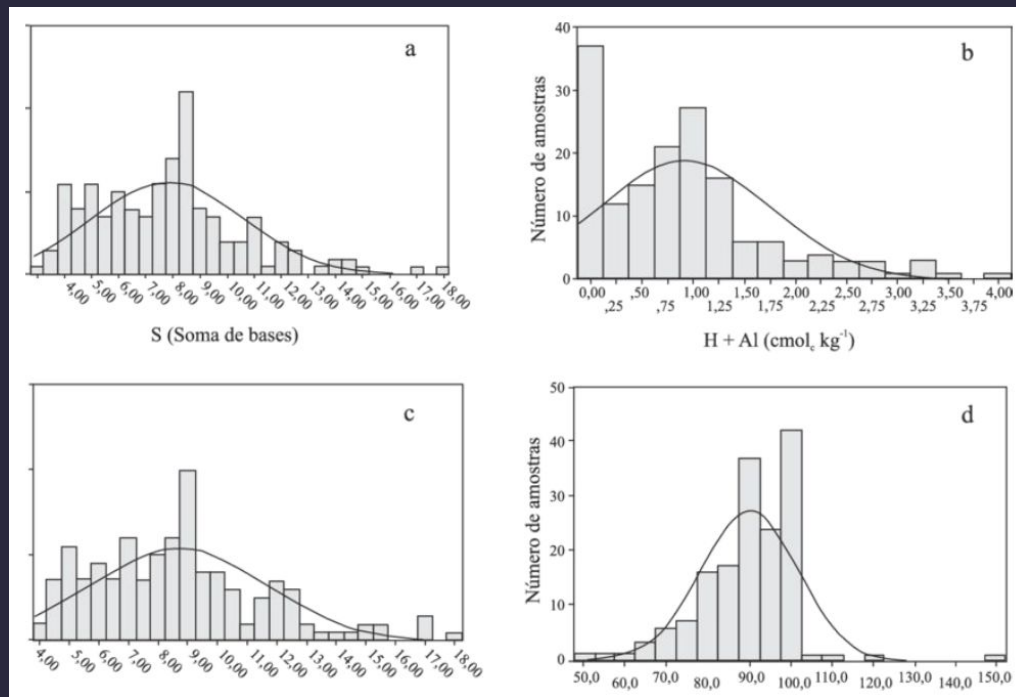 a
4,00 5,00 6,00 7,00 8,00 9,00 10,00 11,00 12,00 13,00 14,00 15,00 16,00 17,00 18,00
S (Soma de bases)
b
Número de amostras
40
30
20
10
0
0,00 ,50 1,00 1,50 2,00 2,50 3,00 3,50 4,00
,25 ,75 1,25 1,75 2,25 2,75 3,25 3,75
H + Al (cmolc kg-1)
c
4,00 5,00 6,00 7,00 8,00 9,00 10,00 11,00 12,00 13,00 14,00 15,00 16,00 17,00 18,00
d
Número de amostras
50
40
30
20
10
0
50,0 60,0 70,0 80,0 90,0 100,0 110,0 120,0 130,0 140,0 150,0